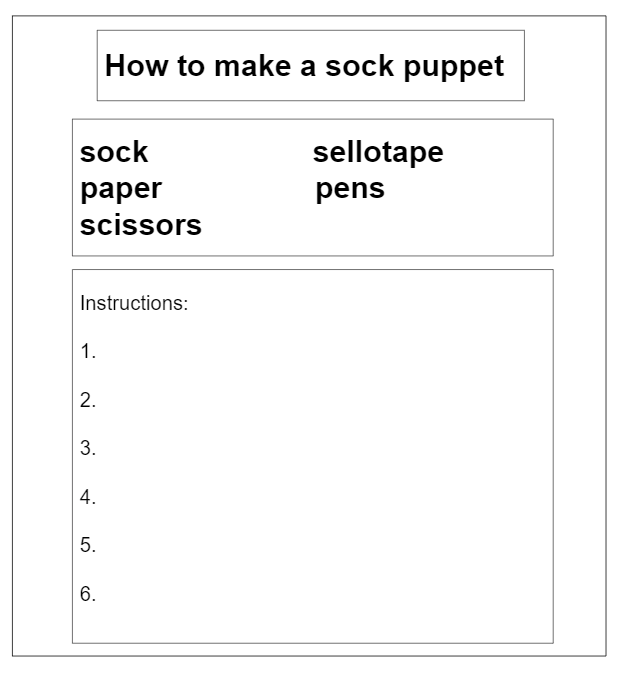 How to make a sock puppet
sock sellotape
paper pens
scissors
Instructions:
1.
2.
3.
4.
5.
6.